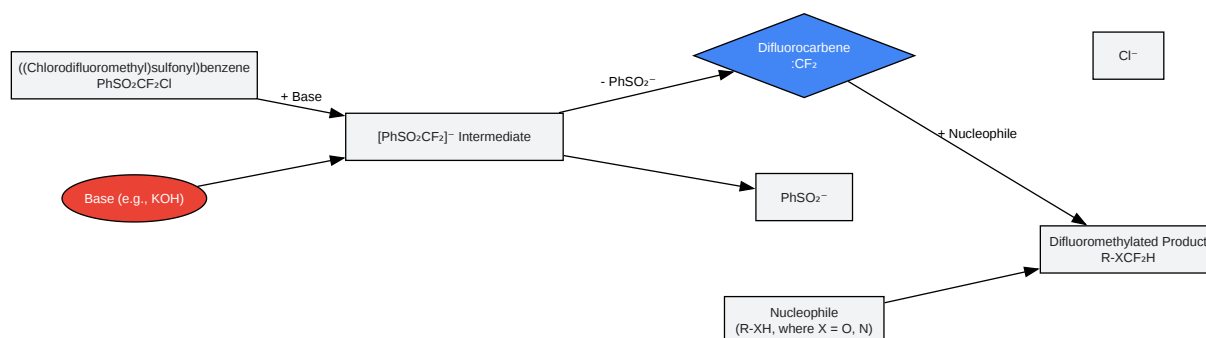 ((Chlorodifluoromethyl)sulfonyl)benzene
PhSO₂CF₂Cl
+ Base
Base (e.g., KOH)
[PhSO₂CF₂]⁻ Intermediate
- PhSO₂⁻
Difluorocarbene
:CF₂
PhSO₂⁻
+ Nucleophile
Cl⁻
Nucleophile
(R-XH, where X = O, N)
Difluoromethylated Product
R-XCF₂H